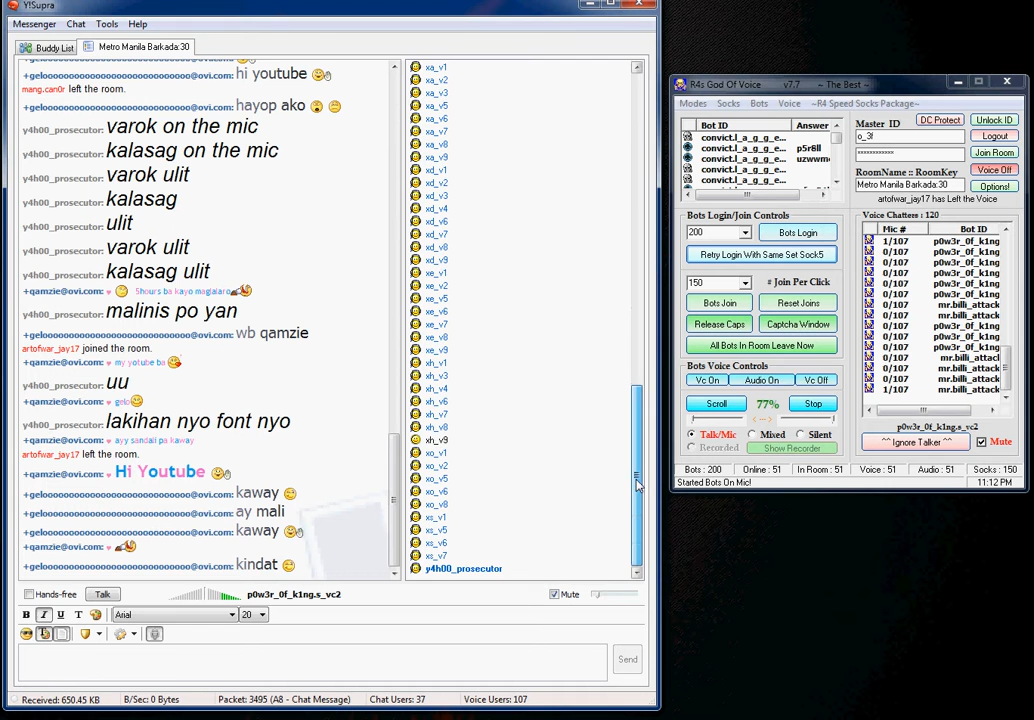 Y!Supra
Messenger Chat Tools Help
Buddy List Metro Manila Barkada:30
hi youtube
mang.can0r left the room.
+geloooooooooooooooooo@ovi.com: hayop ako
y4h00_prosecutor: varok on the mic
y4h00_prosecutor: kalasag on the mic
y4h00_prosecutor: varok ulit
y4h00_prosecutor: kalasag
y4h00_prosecutor: ulit
y4h00_prosecutor: varok ulit
y4h00_prosecutor: kalasag ulit
+qamzie@ovi.com: ♥ 5hours ba kayo maglalaro
y4h00_prosecutor: malinis po yan
+geloooooooooooooooooo@ovi.com: wb qamzie
artofwar_jay17 joined the room.
+qamzie@ovi.com: ♥ my yotube ba
y4h00_prosecutor: uu
+qamzie@ovi.com: ♥ gelo
y4h00_prosecutor: lakihan nyo font nyo
+qamzie@ovi.com: ♥ ayy sandali pa kaway
artofwar_jay17 left the room.
+qamzie@ovi.com: ♥ Hi Youtube
+geloooooooooooooooooo@ovi.com: kaway
+geloooooooooooooooooo@ovi.com: ay mali
+geloooooooooooooooooo@ovi.com: kaway
+qamzie@ovi.com: ♥
+geloooooooooooooooooo@ovi.com: kindat
xa_v1
xa_v2
xa_v3
xa_v5
xa_v6
xa_v7
xa_v8
xa_v9
xd_v1
xd_v2
xd_v3
xd_v4
xd_v6
xd_v7
xd_v8
xd_v9
xe_v1
xe_v2
xe_v5
xe_v6
xe_v7
xe_v8
xe_v9
xh_v1
xh_v3
xh_v4
xh_v6
xh_v7
xh_v8
xh_v9
xo_v1
xo_v2
xo_v5
xo_v6
xo_v8
xs_v1
xs_v5
xs_v6
xs_v7
y4h00_prosecutor
Hands-free Talk p0w3r_0f_k1ng.s_vc2 Mute
B I U T Arial 20
Send
Received: 650.45 KB B/Sec: 0 Bytes Packet: 3495 (A8 - Chat Message) Chat Users: 37 Voice Users: 107
R4s God Of Voice v7.7 ~ The Best ~
Modes Socks Bots Voice ~R4 Speed Socks Package~
Bot ID Answer
convict.l_a_g_g_e...
convict.l_a_g_g_e... p5r8ll
convict.l_a_g_g_e... uzwwm
convict.l_a_g_g_e...
convict.l_a_g_g_e...
Master ID DC Protect Unlock ID
o_3f Logout
************ Join Room
RoomName :: RoomKey Voice Off
Metro Manila Barkada:30 Options!
artofwar_jay17 has Left the Voice
Bots Login/Join Controls
200 Bots Login
Retry Login With Same Set Sock5
150 # Join Per Click
Bots Join Reset Joins
Release Caps Captcha Window
All Bots In Room Leave Now
Bots Voice Controls
Vc On Audio On Vc Off
Scroll 77% Stop
<-·->
Talk/Mic Mixed Silent
Recorded Show Recorder
Voice Chatters : 120
Mic # Bot ID
1/107 p0w3r_0f_k1ng
0/107 p0w3r_0f_k1ng
0/107 p0w3r_0f_k1ng
0/107 p0w3r_0f_k1ng
0/107 p0w3r_0f_k1ng
0/107 mr.billi_attack
0/107 mr.billi_attack
0/107 p0w3r_0f_k1ng
0/107 p0w3r_0f_k1ng
0/107 p0w3r_0f_k1ng
0/107 mr.billi_attack
0/107 mr.billi_attack
0/107 mr.billi_attack
1/107 mr.billi_attack
p0w3r_0f_k1ng.s_vc2
^^ Ignore Talker ^^ Mute
Bots : 200 Online : 51 In Room : 51 Voice : 51 Audio : 51 Socks : 150
Started Bots On Mic! 11:12 PM